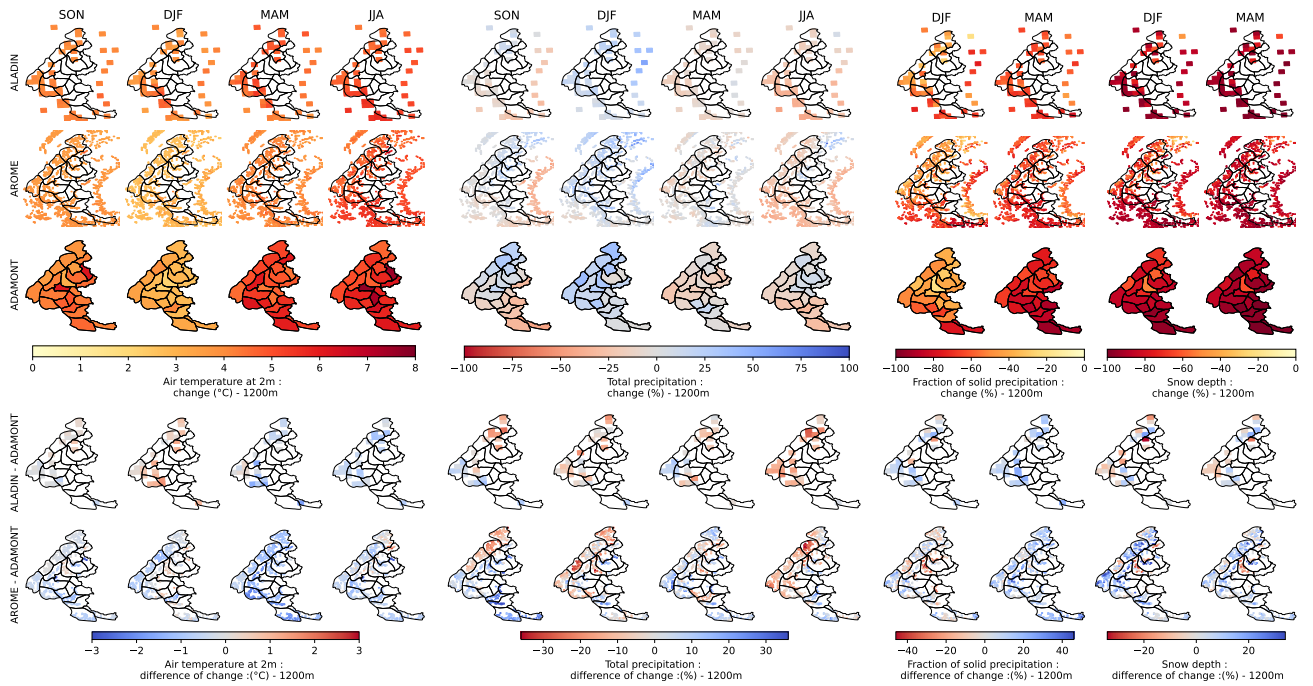 SON DJF MAM JJA SON DJF MAM JJA DJF MAM DJF MAM
ALADIN
AROME
ADAMONT
0 1 2 3 4 5 6 7 8
Air temperature at 2m :
change (°C) - 1200m
−100 −75 −50 −25 0 25 50 75 100
Total precipitation :
change (%) - 1200m
−100 −80 −60 −40 −20 0
Fraction of solid precipitation :
change (%) - 1200m
−100 −80 −60 −40 −20 0
Snow depth :
change (%) - 1200m
ALADIN - ADAMONT
AROME - ADAMONT
−3 −2 −1 0 1 2 3
Air temperature at 2m :
difference of change :(°C) - 1200m
−30 −20 −10 0 10 20 30
Total precipitation :
difference of change :(%) - 1200m
−40 −20 0 20 40
Fraction of solid precipitation :
difference of change :(%) - 1200m
−20 0 20
Snow depth :
difference of change :(%) - 1200m